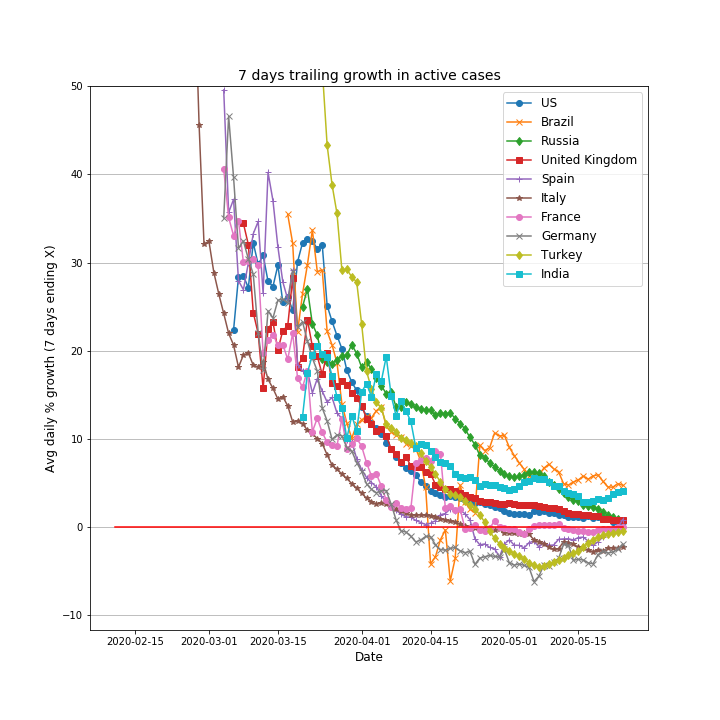 7 days trailing growth in active cases
Avg daily % growth (7 days ending X)
50
40
30
20
10
0
−10
US
Brazil
Russia
United Kingdom
Spain
Italy
France
Germany
Turkey
India
2020-02-15
2020-03-01
2020-03-15
2020-04-01
2020-04-15
2020-05-01
2020-05-15
Date